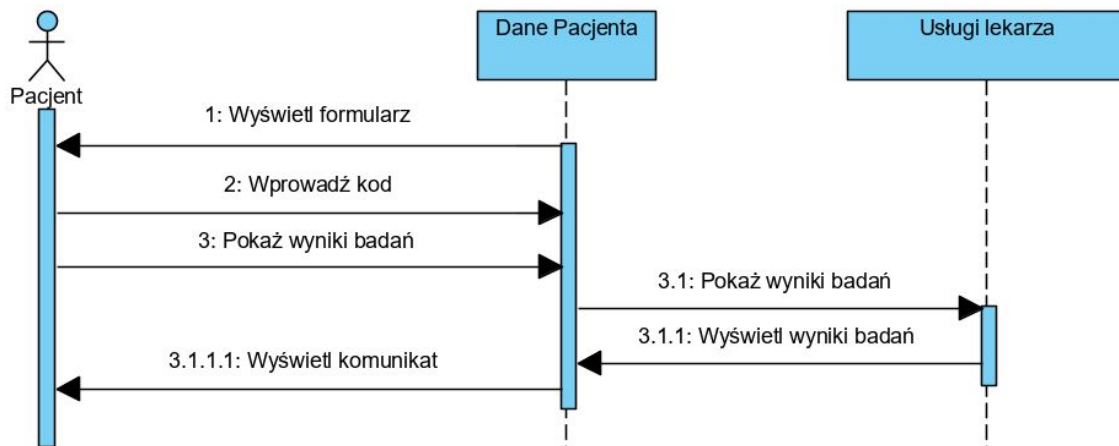 Dane Pacjenta
Usługi lekarza
Pacjent
1: Wyświetl formularz
2: Wprowadź kod
3: Pokaż wyniki badań
3.1: Pokaż wyniki badań
3.1.1: Wyświetl wyniki badań
3.1.1.1: Wyświetl komunikat